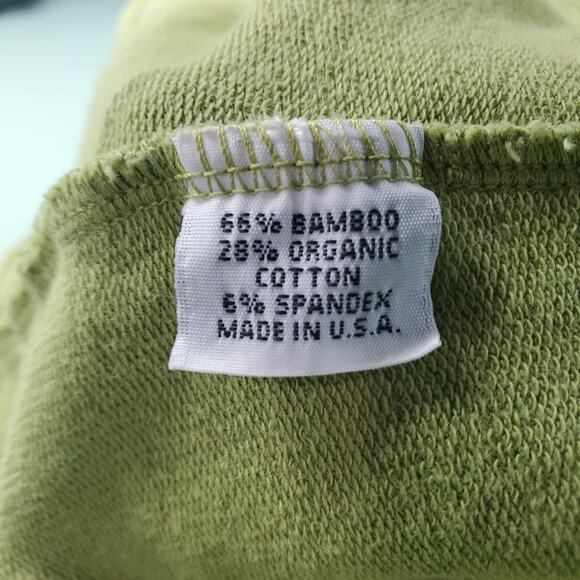 66% BAMBOO
28% ORGANIC
COTTON
6% SPANDEX
MADE IN U.S.A.